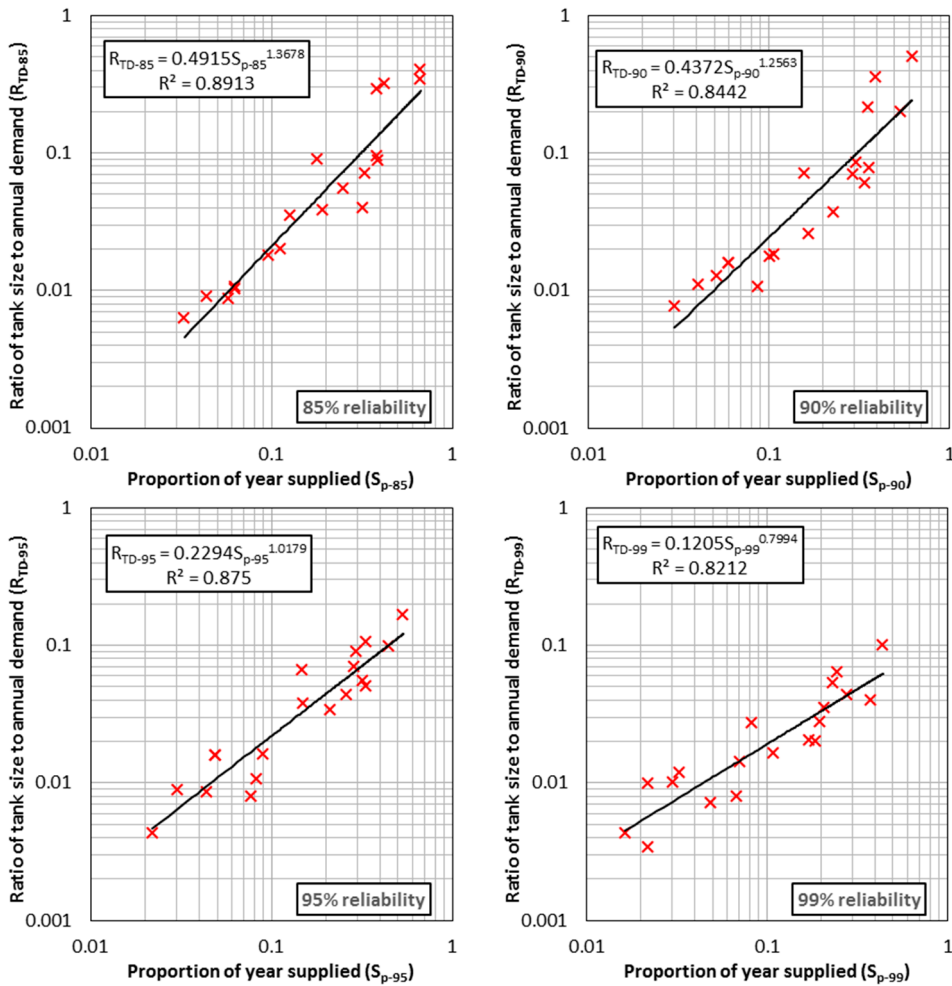 Ratio of tank size to annual demand (R_TD-85)
1
0.1
0.01
0.001
R_TD-85 = 0.4915S_p-85^1.3678
R² = 0.8913
85% reliability
0.01 0.1 1
Proportion of year supplied (S_p-85)
Ratio of tank size to annual demand (R_TD-90)
1
0.1
0.01
0.001
R_TD-90 = 0.4372S_p-90^1.2563
R² = 0.8442
90% reliability
0.01 0.1 1
Proportion of year supplied (S_p-90)
Ratio of tank size to annual demand (R_TD-95)
1
0.1
0.01
0.001
R_TD-95 = 0.2294S_p-95^1.0179
R² = 0.875
95% reliability
0.01 0.1 1
Proportion of year supplied (S_p-95)
Ratio of tank size to annual demand (R_TD-99)
1
0.1
0.01
0.001
R_TD-99 = 0.1205S_p-99^0.7994
R² = 0.8212
99% reliability
0.01 0.1 1
Proportion of year supplied (S_p-99)